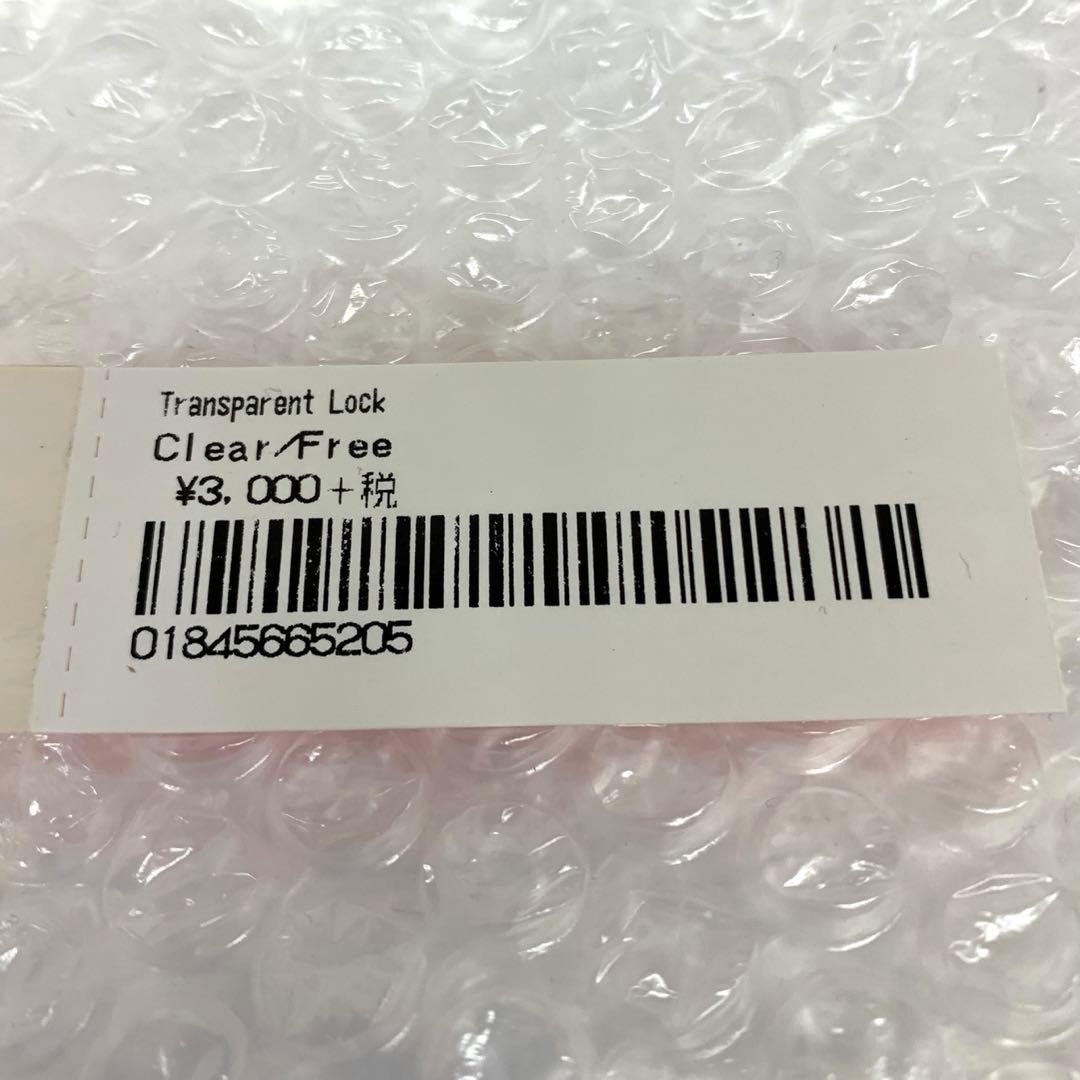 Transparent Lock
Clear/Free
¥3,000+税
01845665205